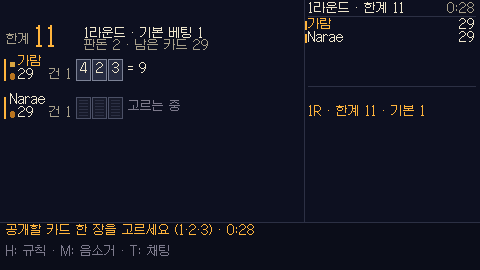 한계 11
1라운드 · 기본 베팅 1
판돈 2 · 남은 카드 29
가람
29 건 1 4 2 3 = 9
Narae
29 건 1 고르는 중
1라운드 · 한계 11 0:28
가람 29
Narae 29
1R · 한계 11 · 기본 1
공개할 카드 한 장을 고르세요 (1·2·3) · 0:28
H: 규칙 · M: 음소거 · T: 채팅